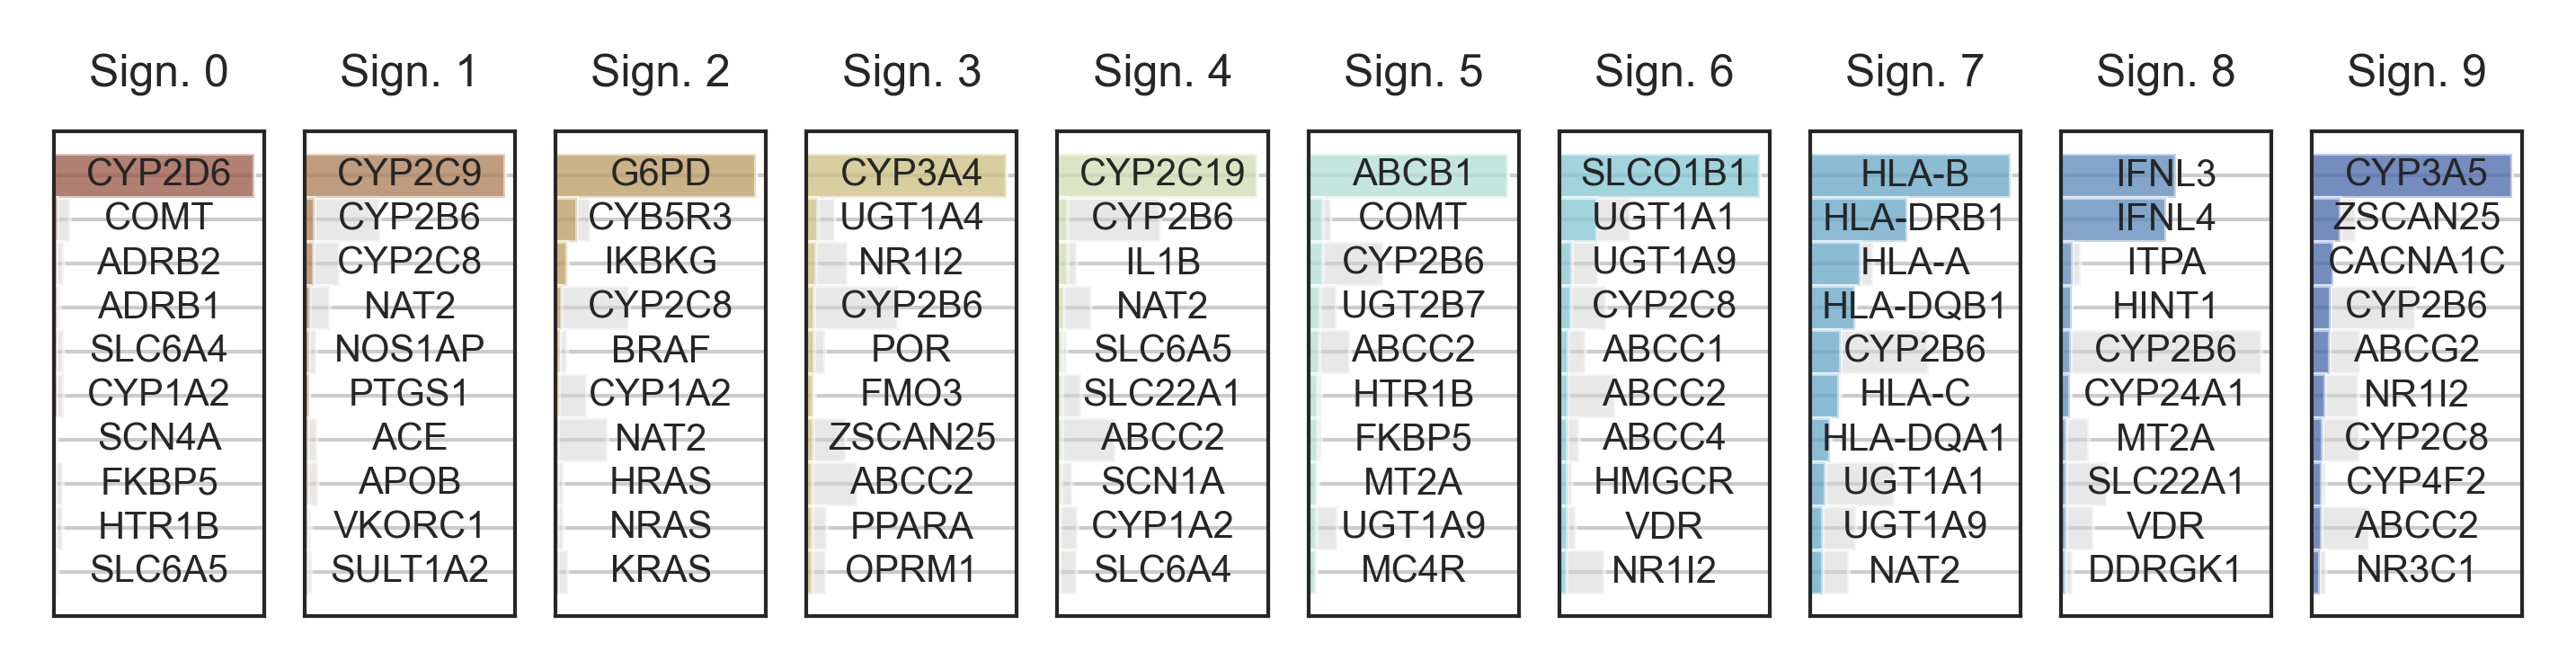 Sign. 0
CYP2D6
COMT
ADRB2
ADRB1
SLC6A4
CYP1A2
SCN4A
FKBP5
HTR1B
SLC6A5
Sign. 1
CYP2C9
CYP2B6
CYP2C8
NAT2
NOS1AP
PTGS1
ACE
APOB
VKORC1
SULT1A2
Sign. 2
G6PD
CYB5R3
IKBKG
CYP2C8
BRAF
CYP1A2
NAT2
HRAS
NRAS
KRAS
Sign. 3
CYP3A4
UGT1A4
NR1I2
CYP2B6
POR
FMO3
ZSCAN25
ABCC2
PPARA
OPRM1
Sign. 4
CYP2C19
CYP2B6
IL1B
NAT2
SLC6A5
SLC22A1
ABCC2
SCN1A
CYP1A2
SLC6A4
Sign. 5
ABCB1
COMT
CYP2B6
UGT2B7
ABCC2
HTR1B
FKBP5
MT2A
UGT1A9
MC4R
Sign. 6
SLCO1B1
UGT1A1
UGT1A9
CYP2C8
ABCC1
ABCC2
ABCC4
HMGCR
VDR
NR1I2
Sign. 7
HLA-B
HLA-DRB1
HLA-A
HLA-DQB1
CYP2B6
HLA-C
HLA-DQA1
UGT1A1
UGT1A9
NAT2
Sign. 8
IFNL3
IFNL4
ITPA
HINT1
CYP2B6
CYP24A1
MT2A
SLC22A1
VDR
DDRGK1
Sign. 9
CYP3A5
ZSCAN25
CACNA1C
CYP2B6
ABCG2
NR1I2
CYP2C8
CYP4F2
ABCC2
NR3C1